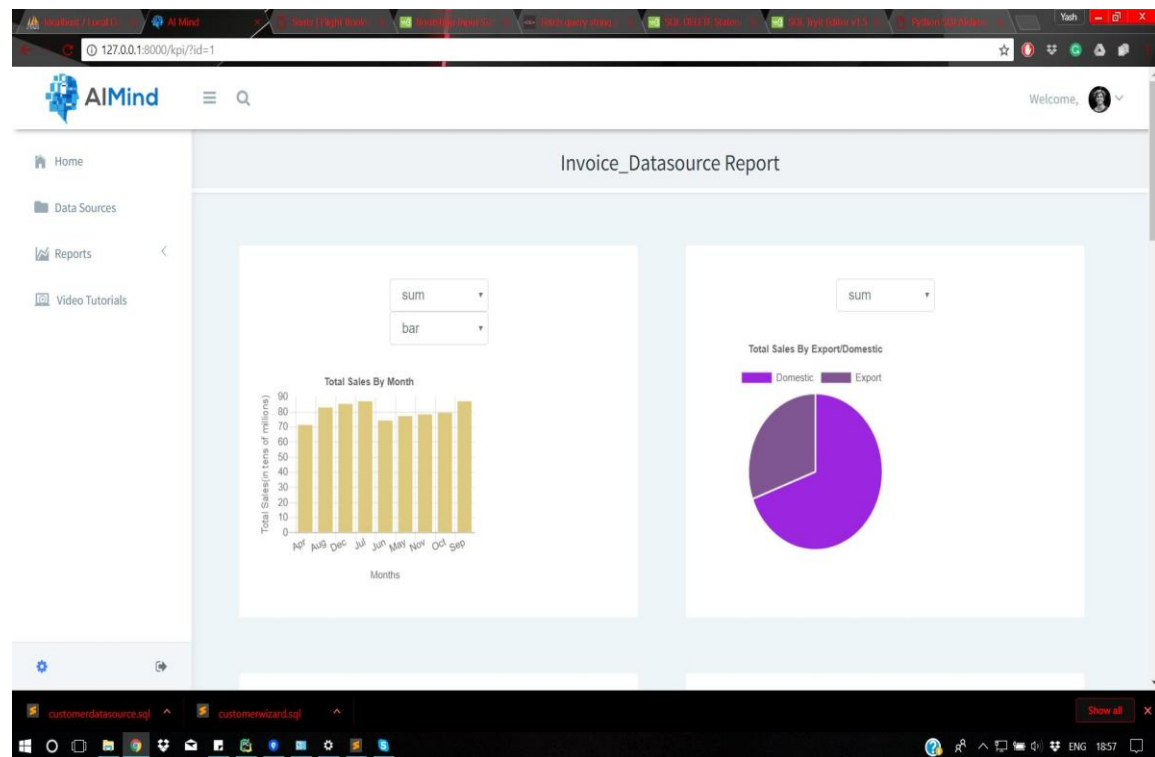 localhost / Local
AI Mind
127.0.0.1:8000/kpi/?id=1
Yash
AIMind
Welcome,
Home
Data Sources
Reports
Video Tutorials
Invoice_Datasource Report
sum
bar
Total Sales By Month
Total Sales(in tens of millions)
90
80
70
60
50
40
30
20
10
0
Apr Aug Dec Jul Jun May Nov Oct Sep
Months
sum
Total Sales By Export/Domestic
Domestic Export
customerdatasource.sql
customerwizard.sql
Show all
ENG 18:57